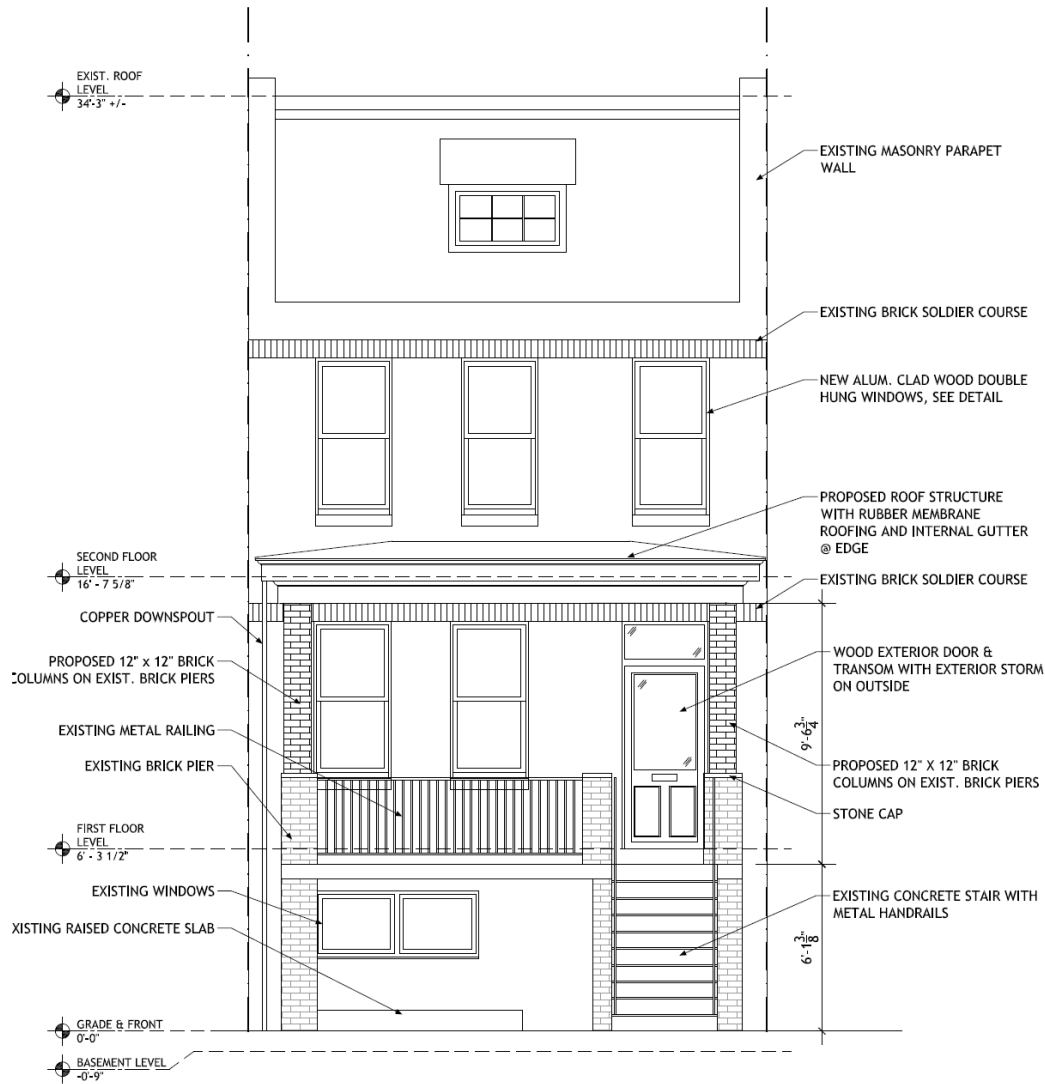 EXIST. ROOF
LEVEL
34'-3" +/-
EXISTING MASONRY PARAPET
WALL
EXISTING BRICK SOLDIER COURSE
NEW ALUM. CLAD WOOD DOUBLE
HUNG WINDOWS, SEE DETAIL
PROPOSED ROOF STRUCTURE
WITH RUBBER MEMBRANE
ROOFING AND INTERNAL GUTTER
@ EDGE
SECOND FLOOR
LEVEL
16' - 7 5/8"
EXISTING BRICK SOLDIER COURSE
COPPER DOWNSPOUT
PROPOSED 12" x 12" BRICK
COLUMNS ON EXIST. BRICK PIERS
WOOD EXTERIOR DOOR &
TRANSOM WITH EXTERIOR STORM
ON OUTSIDE
9'-6 3/4"
EXISTING METAL RAILING
EXISTING BRICK PIER
PROPOSED 12" X 12" BRICK
COLUMNS ON EXIST. BRICK PIERS
STONE CAP
FIRST FLOOR
LEVEL
6' - 3 1/2"
EXISTING WINDOWS
EXISTING CONCRETE STAIR WITH
METAL HANDRAILS
XISTING RAISED CONCRETE SLAB
6'-1 3/8"
GRADE & FRONT
0'-0"
BASEMENT LEVEL
-0'-9"